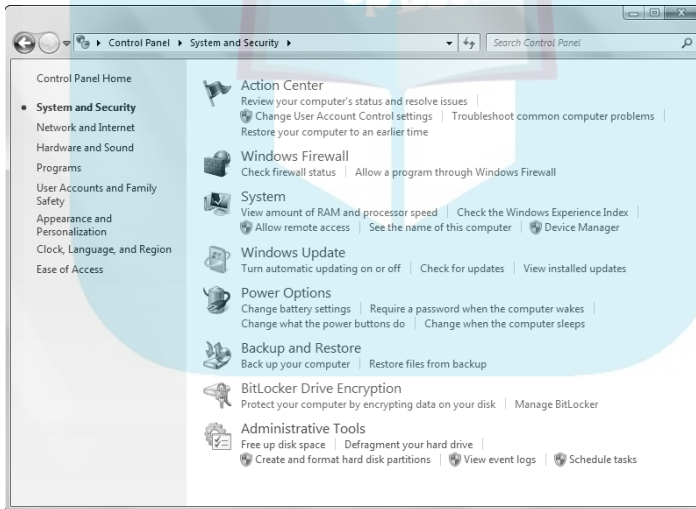 Control Panel
System and Security
Search Control Panel
Control Panel Home
System and Security
Network and Internet
Hardware and Sound
Programs
User Accounts and Family
Safety
Appearance and
Personalization
Clock, Language, and Region
Ease of Access
Action Center
Review your computer's status and resolve issues
Change User Account Control settings Troubleshoot common computer problems
Restore your computer to an earlier time
Windows Firewall
Check firewall status Allow a program through Windows Firewall
System
View amount of RAM and processor speed Check the Windows Experience Index
Allow remote access See the name of this computer Device Manager
Windows Update
Turn automatic updating on or off Check for updates View installed updates
Power Options
Change battery settings Require a password when the computer wakes
Change what the power buttons do Change when the computer sleeps
Backup and Restore
Back up your computer Restore files from backup
BitLocker Drive Encryption
Protect your computer by encrypting data on your disk Manage BitLocker
Administrative Tools
Free up disk space Defragment your hard drive
Create and format hard disk partitions View event logs Schedule tasks